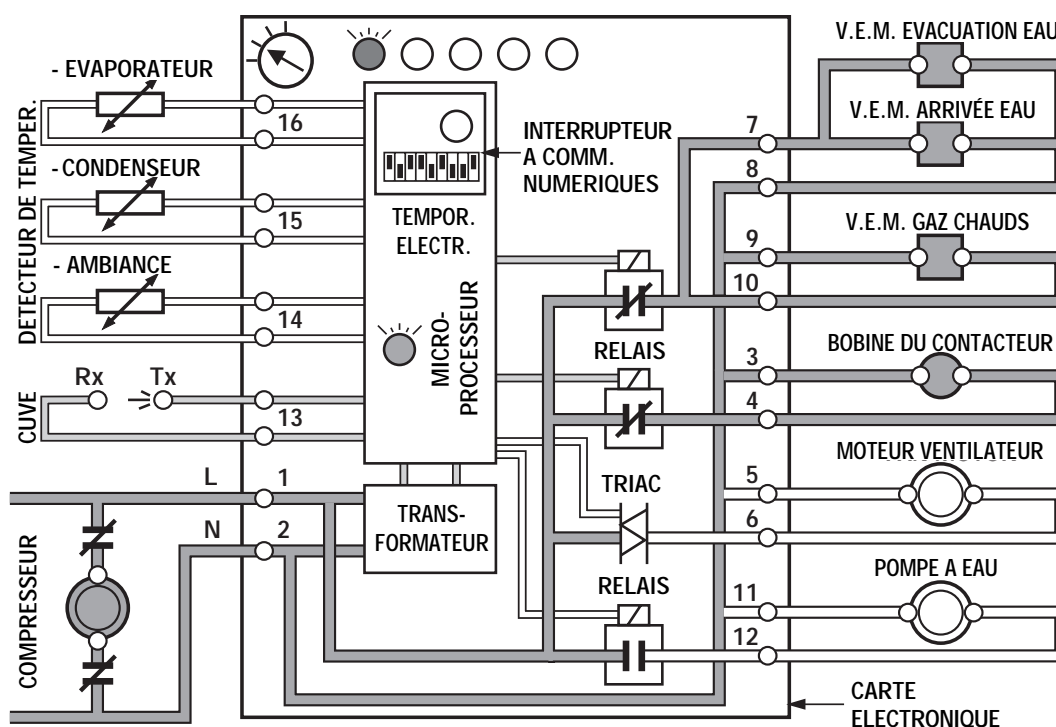 - EVAPORATEUR
16
- CONDENSEUR
15
- AMBIANCE
14
DETECTEUR DE TEMPER.
Rx
Tx
13
CUVE
L
1
N
2
COMPRESSEUR
TEMPOR.
ELECTR.
MICRO-
PROCESSEUR
TRANS-
FORMATEUR
INTERRUPTEUR
A COMM.
NUMERIQUES
RELAIS
TRIAC
RELAIS
V.E.M. EVACUATION EAU
7
V.E.M. ARRIVÉE EAU
8
9
V.E.M. GAZ CHAUDS
10
BOBINE DU CONTACTEUR
3
4
MOTEUR VENTILATEUR
5
6
POMPE A EAU
11
12
CARTE
ELECTRONIQUE